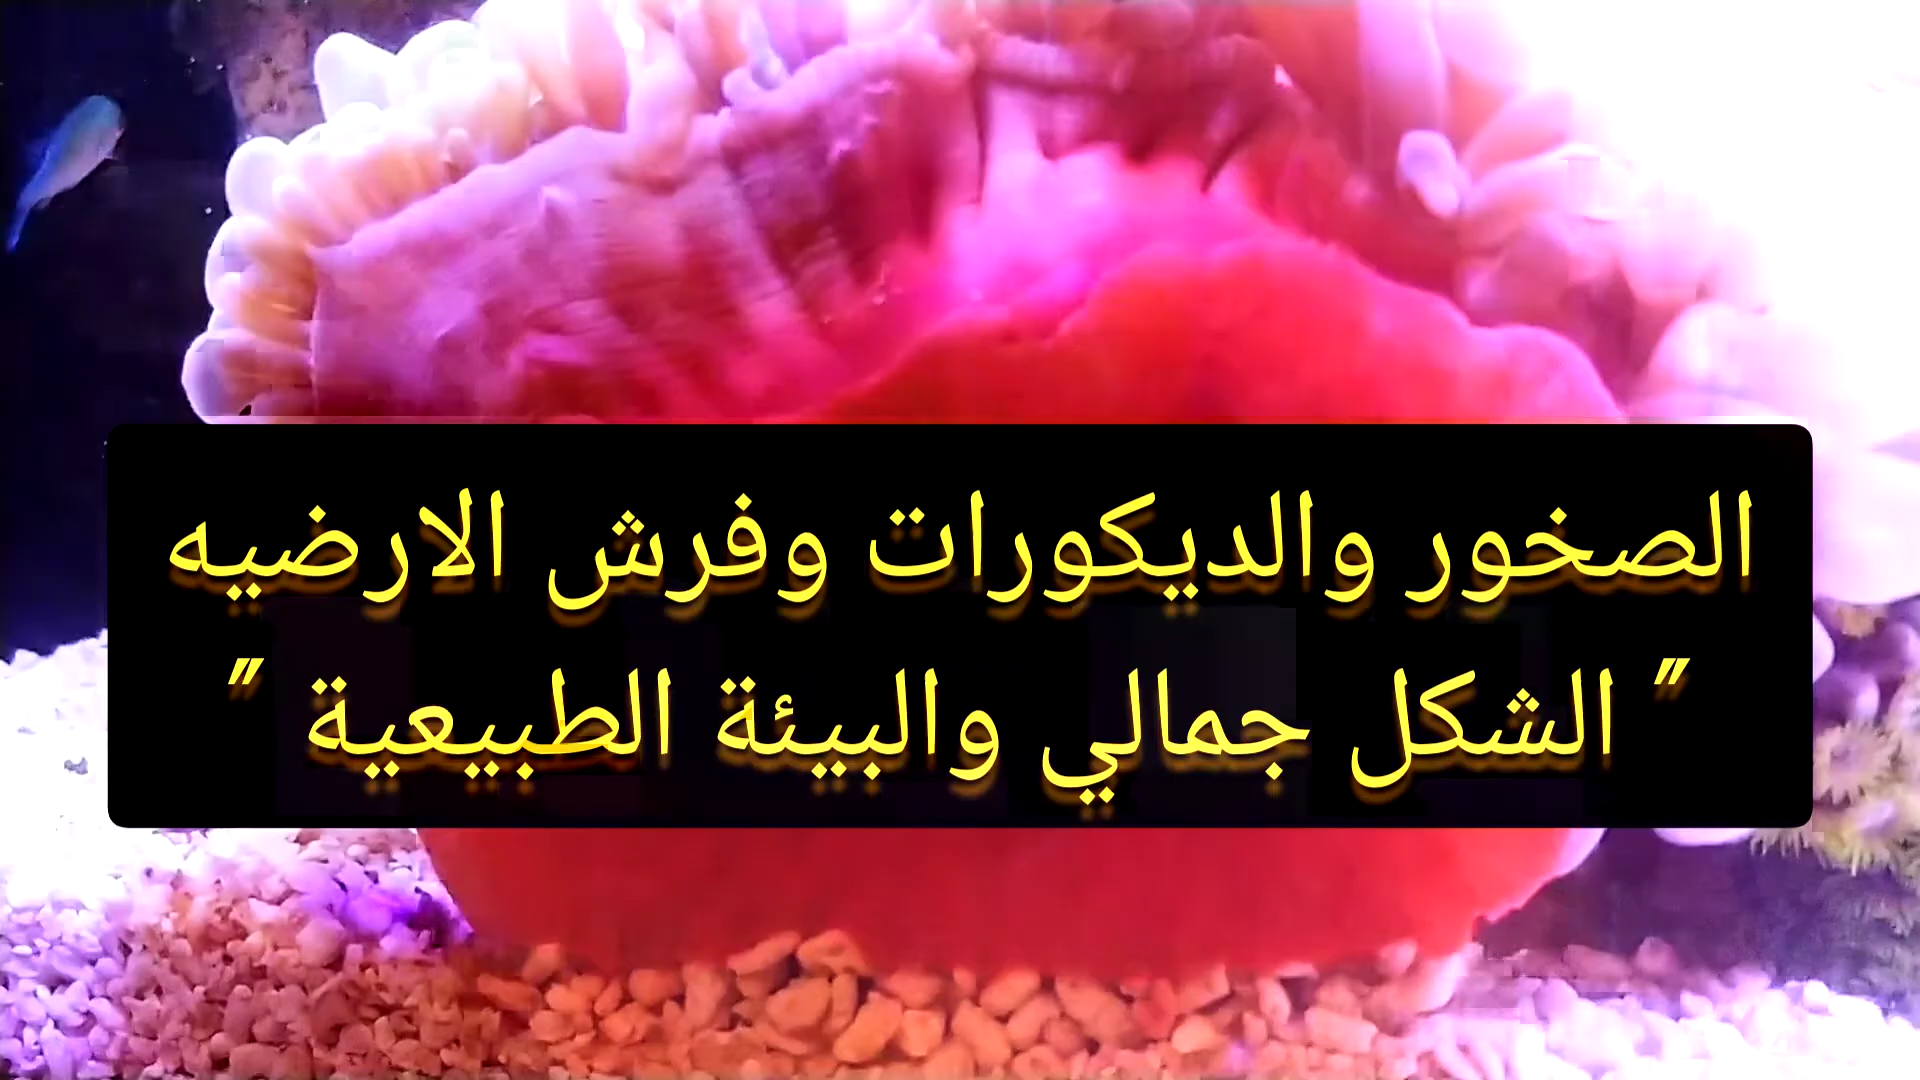 الصخور والديكورات وفرش الارضيه
" الشكل جمالي والبيئة الطبيعية "